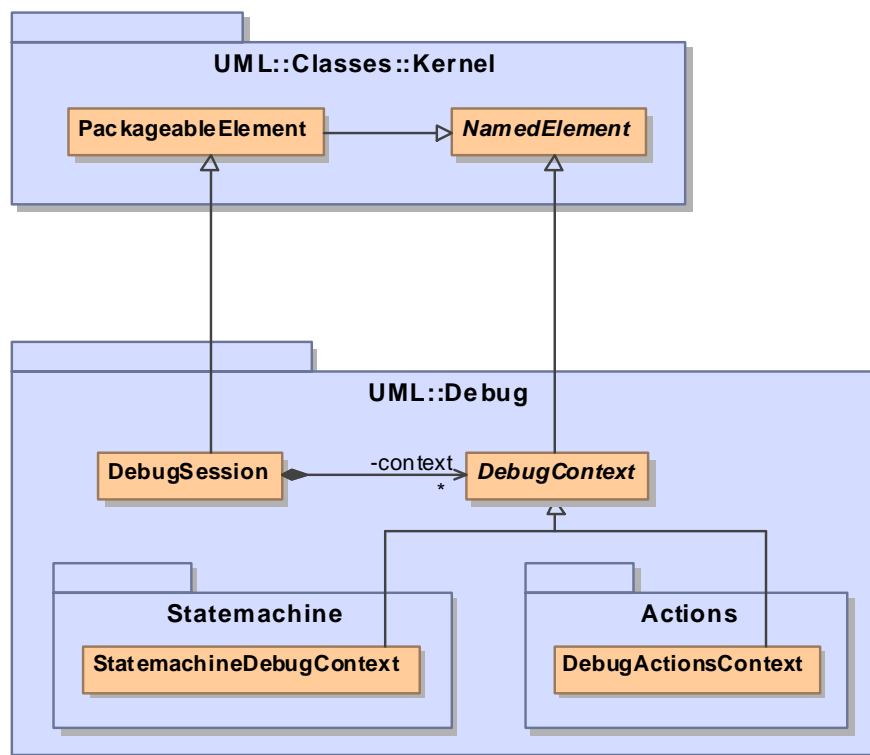 UML::Classes::Kernel
PackageableElement
NamedElement
UML::Debug
DebugSession
-context
*
DebugContext
Statemachine
StatemachineDebugContext
Actions
DebugActionsContext